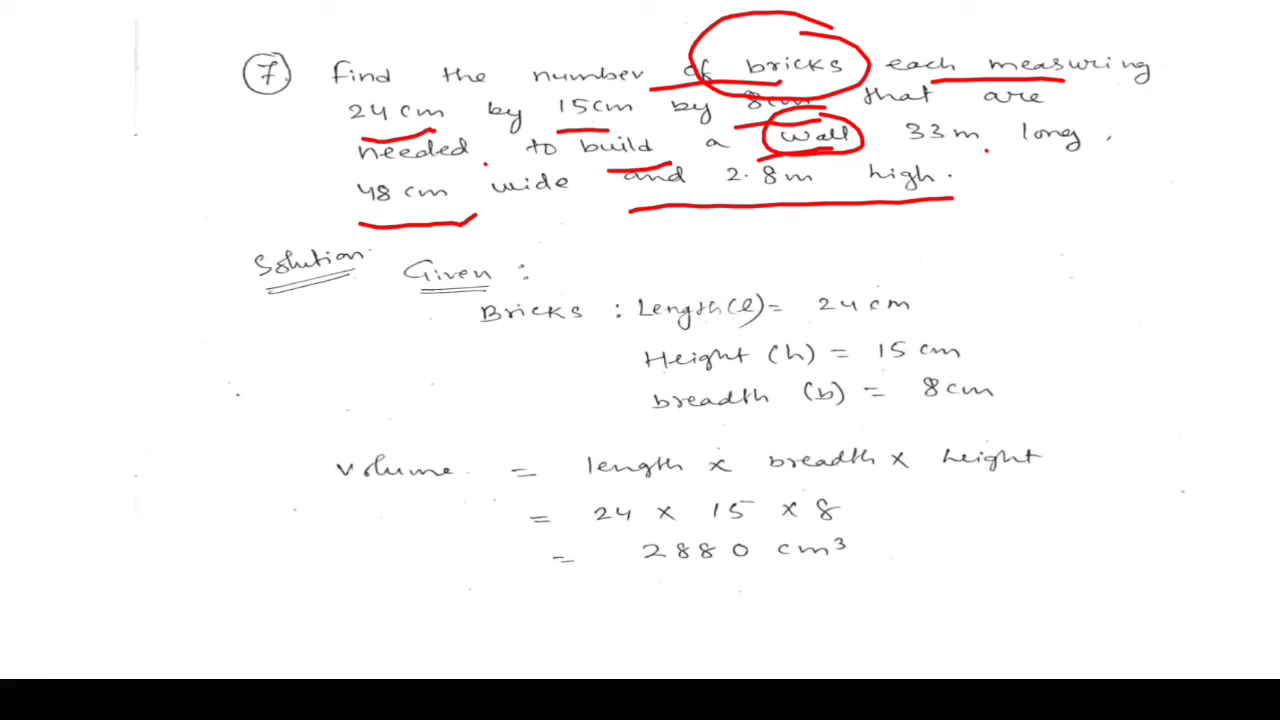 7 Find the number of bricks each measuring
24 cm by 15cm by 8cm that are
needed to build a wall 33m long,
48 cm wide and 2.8m high.
Solution Given :
Bricks : Length(l)= 24 cm
Height (h) = 15 cm
breadth (b) = 8cm
Volume = length x breadth x height
= 24 x 15 x 8
= 2880 cm³